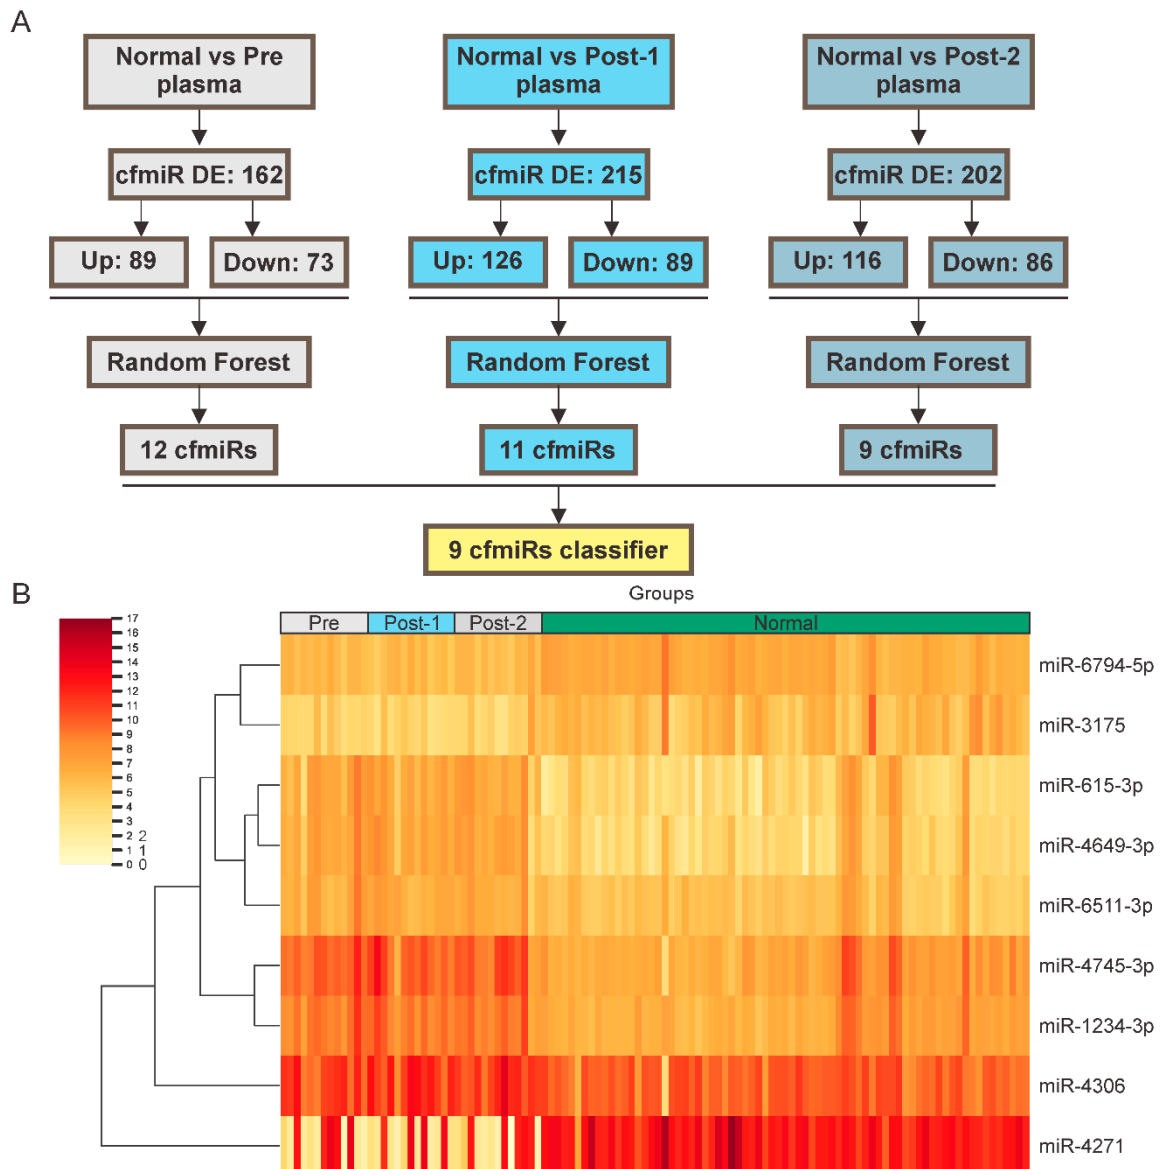 A
Normal vs Pre
plasma
Normal vs Post-1
plasma
Normal vs Post-2
plasma
cfmiR DE: 162
cfmiR DE: 215
cfmiR DE: 202
Up: 89
Down: 73
Up: 126
Down: 89
Up: 116
Down: 86
Random Forest
Random Forest
Random Forest
12 cfmiRs
11 cfmiRs
9 cfmiRs
9 cfmiRs classifier
B
Groups
Pre
Post-1
Post-2
Normal
17
16
15
14
13
12
11
10
9
8
7
6
5
4
3
2 2
1 1
0 0
miR-6794-5p
miR-3175
miR-615-3p
miR-4649-3p
miR-6511-3p
miR-4745-3p
miR-1234-3p
miR-4306
miR-4271